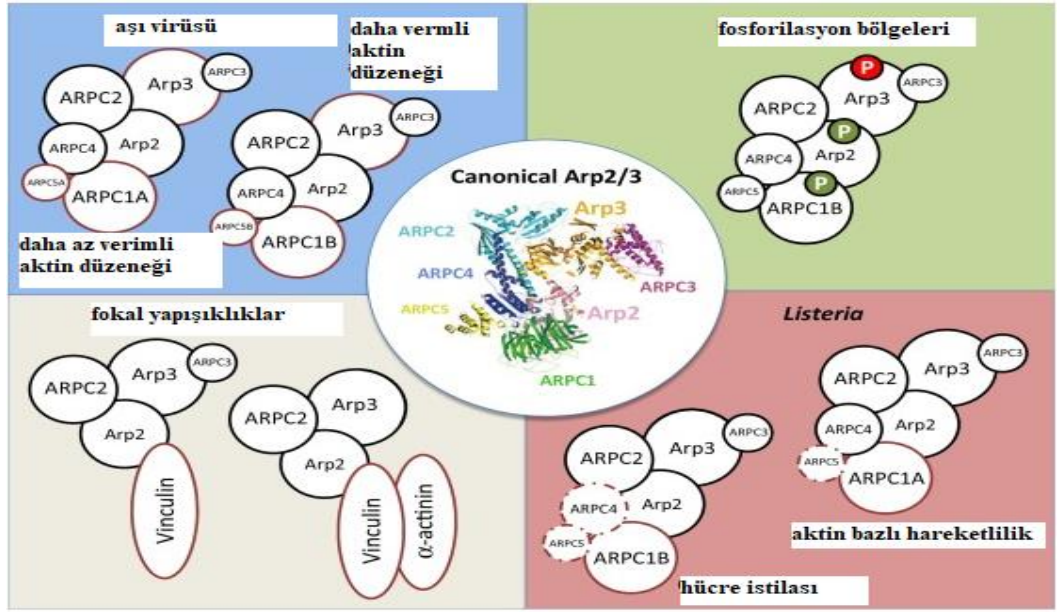 aşı virüsü
daha vermli
aktin
düzeneği
ARPC2
Arp3
ARPC3
ARPC4
Arp2
ARPC5A
ARPC1A
ARPC2
Arp3
ARPC3
ARPC4
Arp2
ARPC5B
ARPC1B
daha az verimli
aktin düzeneği
fosforilasyon bölgeleri
P
ARPC2
Arp3
ARPC3
P
ARPC4
Arp2
P
ARPC5
ARPC1B
Canonical Arp2/3
Arp3
ARPC2
ARPC4
ARPC3
ARPC5
Arp2
ARPC1
fokal yapışıklıklar
ARPC2
Arp3
ARPC3
Arp2
Vinculin
ARPC2
Arp3
Arp2
Vinculin
α-actinin
Listeria
ARPC2
Arp3
ARPC3
ARPC4
Arp2
ARPC5
ARPC1B
hücre istilası
ARPC2
Arp3
ARPC3
ARPC4
Arp2
ARPC5
ARPC1A
aktin bazlı hareketlilik